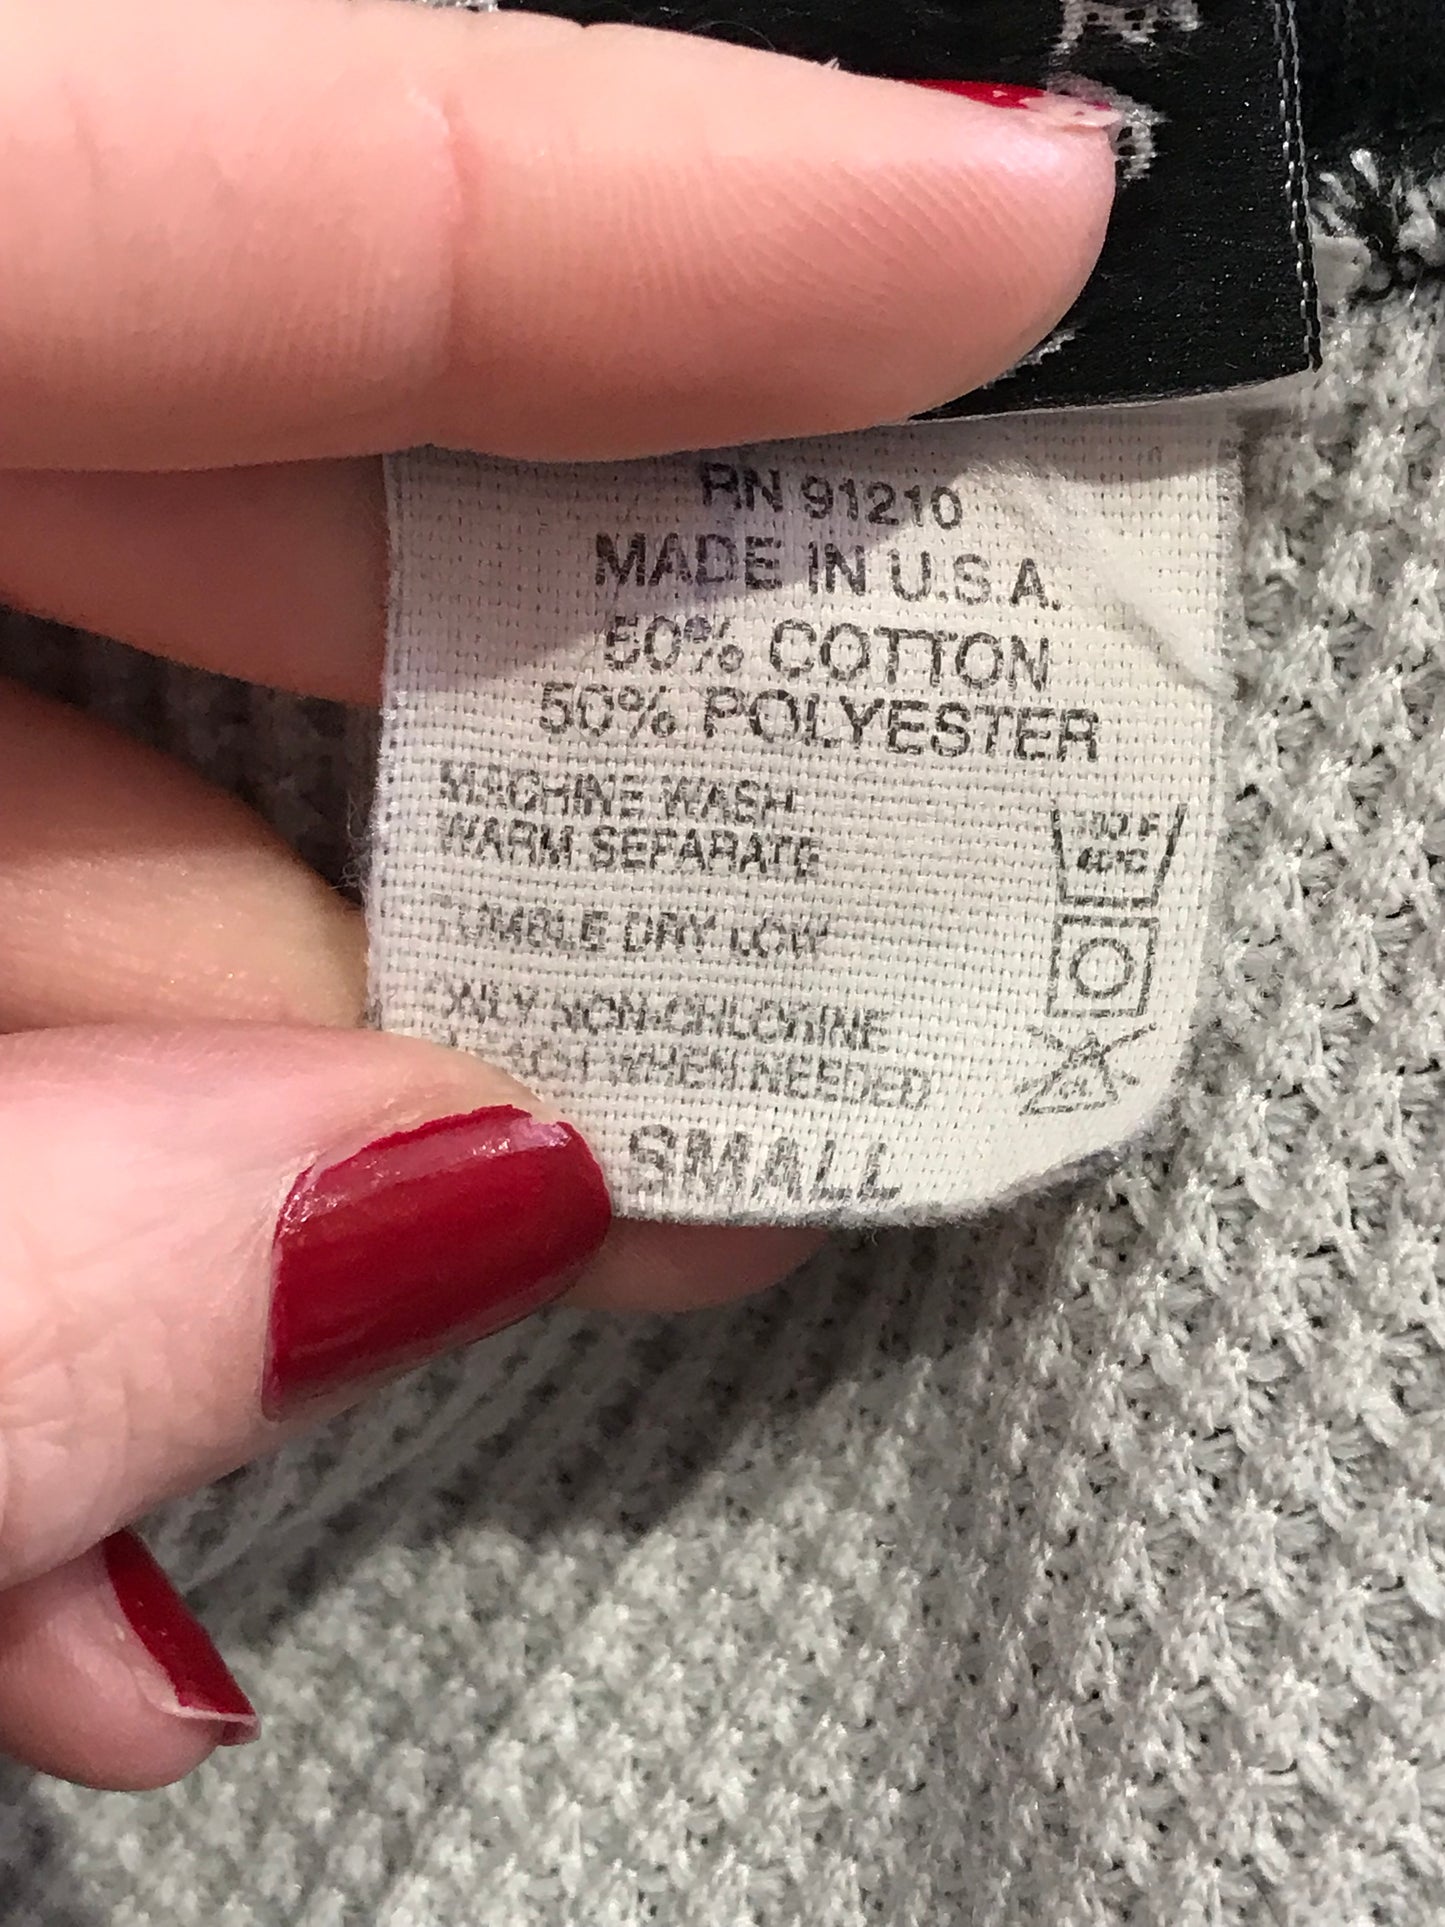 RN 91210
MADE IN U.S.A.
50% COTTON
50% POLYESTER
MACHINE WASH
WARM SEPARATE
TUMBLE DRY LOW
ONLY NON-CHLORINE
WHEN NEEDED
SMALL